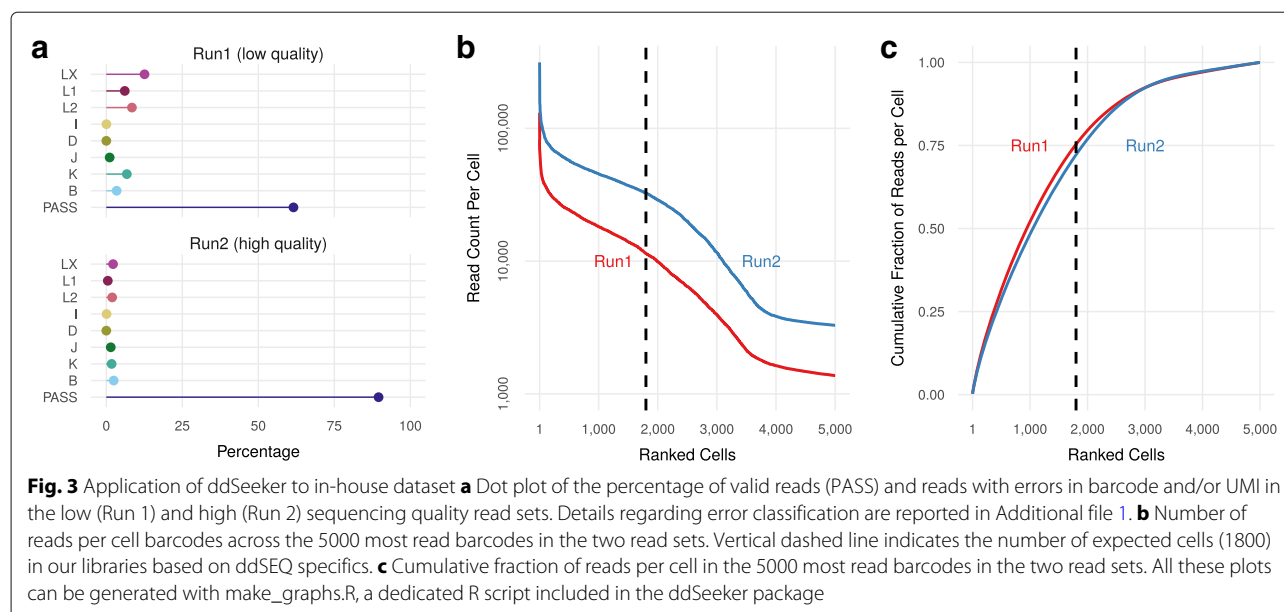 a
Run1 (low quality)
LX
L1
L2
I
D
J
K
B
PASS
Run2 (high quality)
LX
L1
L2
I
D
J
K
B
PASS
0 25 50 75 100
Percentage
b
Read Count Per Cell
100,000
10,000
1,000
Run1
Run2
1 1,000 2,000 3,000 4,000 5,000
Ranked Cells
c
Cumulative Fraction of Reads per Cell
1.00
0.75
0.50
0.25
0.00
Run1
Run2
1 1,000 2,000 3,000 4,000 5,000
Ranked Cells
Fig. 3 Application of ddSeeker to in-house dataset a Dot plot of the percentage of valid reads (PASS) and reads with errors in barcode and/or UMI in
the low (Run 1) and high (Run 2) sequencing quality read sets. Details regarding error classification are reported in Additional file 1. b Number of
reads per cell barcodes across the 5000 most read barcodes in the two read sets. Vertical dashed line indicates the number of expected cells (1800)
in our libraries based on ddSEQ specifics. c Cumulative fraction of reads per cell in the 5000 most read barcodes in the two read sets. All these plots
can be generated with make_graphs.R, a dedicated R script included in the ddSeeker package